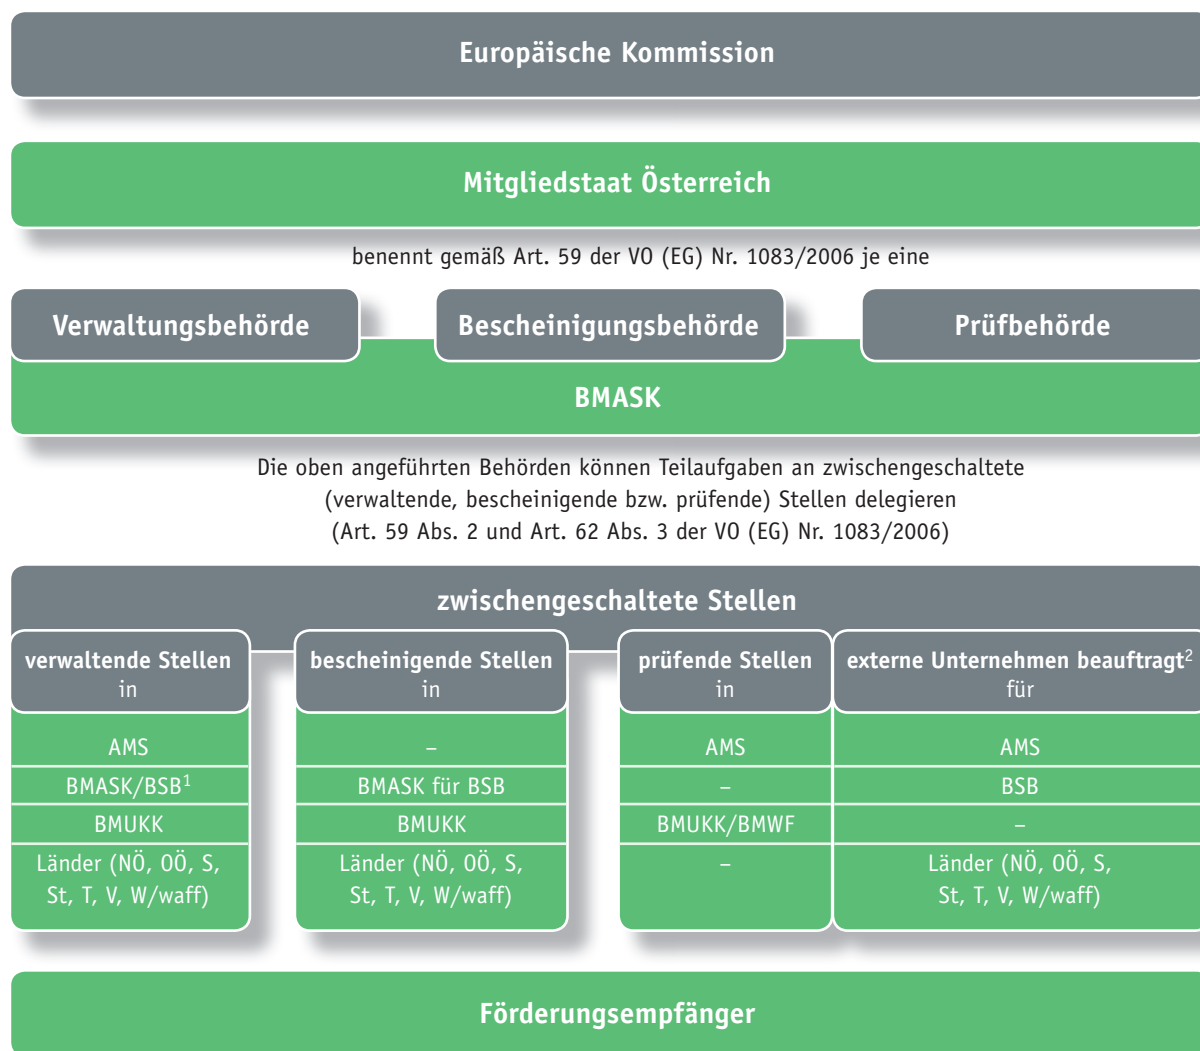 Europäische Kommission
Mitgliedstaat Österreich
benennt gemäß Art. 59 der VO (EG) Nr. 1083/2006 je eine
Verwaltungsbehörde
Bescheinigungsbehörde
Prüfbehörde
BMASK
Die oben angeführten Behörden können Teilaufgaben an zwischengeschaltete
(verwaltende, bescheinigende bzw. prüfende) Stellen delegieren
(Art. 59 Abs. 2 und Art. 62 Abs. 3 der VO (EG) Nr. 1083/2006)
zwischengeschaltete Stellen
verwaltende Stellen
in
AMS
BMASK/BSB¹
BMUKK
Länder (NÖ, OÖ, S,
St, T, V, W/waff)
bescheinigende Stellen
in
–
BMASK für BSB
BMUKK
Länder (NÖ, OÖ, S,
St, T, V, W/waff)
prüfende Stellen
in
AMS
–
BMUKK/BMWF
–
externe Unternehmen beauftragt²
für
AMS
BSB
–
Länder (NÖ, OÖ, S,
St, T, V, W/waff)
Förderungsempfänger